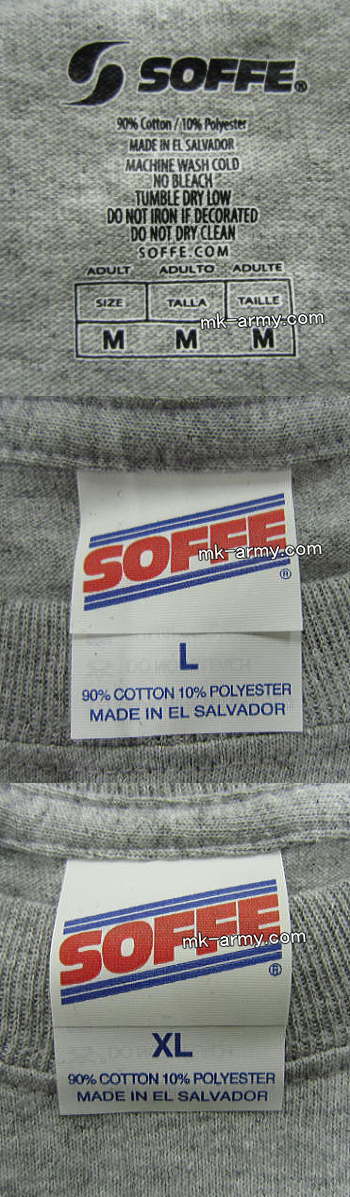 SOFFE®
90% Cotton / 10% Polyester
MADE IN EL SALVADOR
MACHINE WASH COLD
NO BLEACH
TUMBLE DRY LOW
DO NOT IRON IF DECORATED
DO NOT DRY CLEAN
SOFFE.COM
ADULT ADULTO ADULTE
SIZE TALLA TAILLE
M M M
mk-army.com
SOFFE®
mk-army.com
L
90% COTTON 10% POLYESTER
MADE IN EL SALVADOR
SOFFE®
mk-army.com
XL
90% COTTON 10% POLYESTER
MADE IN EL SALVADOR